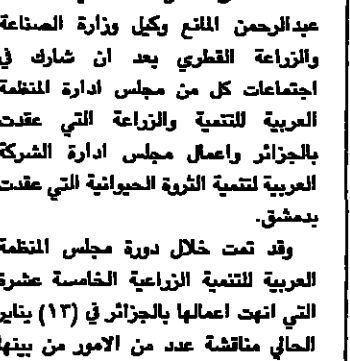 عبدالرحمن المانع وكيل وزارة الصناعة
والزراعة القطري بعد ان شارك في
اجتماعات كل من مجلس ادارة المنظمة
العربية للتنمية والزراعة التي عقدت
بالجزائر واعمال مجلس ادارة الشركة
العربية لتنمية الثروة الحيوانية التي عقدت
بدمشق.
وقد تمت خلال دورة مجلس المنظمة
العربية للتنمية الزراعية الخامسة عشرة
التي انهت اعمالها بالجزائر في (١٣) يناير
الحالي مناقشة عدد من الامور من بينها